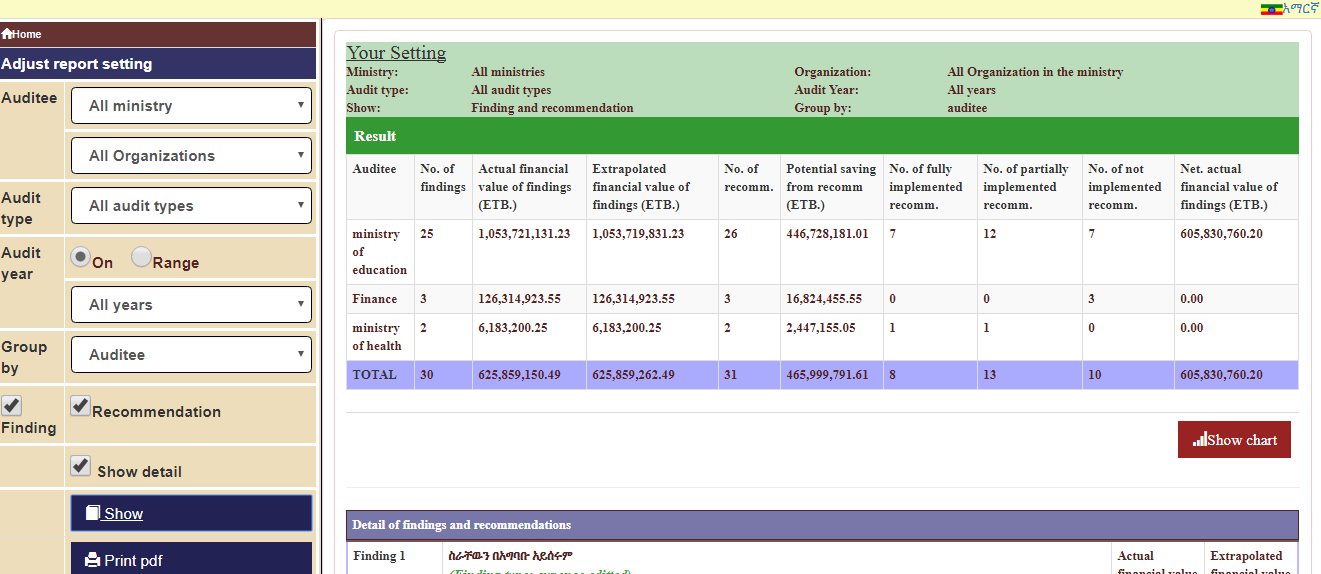 አማርኛ
Home
Adjust report setting
Auditee
All ministry
All Organizations
Audit
type
All audit types
Audit
year
On Range
All years
Group
by
Auditee
Finding
Recommendation
Show detail
Show
Print pdf
Your Setting
Ministry: All ministries Organization: All Organization in the ministry
Audit type: All audit types Audit Year: All years
Show: Finding and recommendation Group by: auditee
Result
Auditee No. of Actual financial Extrapolated No. of Potential saving No. of fully No. of partially No. of not Net. actual
findings value of findings financial value of recomm. from recomm implemented implemented implemented financial value of
(ETB.) findings (ETB.) (ETB.) recomm. recomm. recomm. findings (ETB.)
ministry 25 1,053,721,131.23 1,053,719,831.23 26 446,728,181.01 7 12 7 605,830,760.20
of
education
Finance 3 126,314,923.55 126,314,923.55 3 16,824,455.55 0 0 3 0.00
ministry 2 6,183,200.25 6,183,200.25 2 2,447,155.05 1 1 0 0.00
of health
TOTAL 30 625,859,150.49 625,859,262.49 31 465,999,791.61 8 13 10 605,830,760.20
Show chart
Detail of findings and recommendations
Finding 1 ስራቸውን በአግባቡ አይሰሩም Actual Extrapolated
financial value financial value